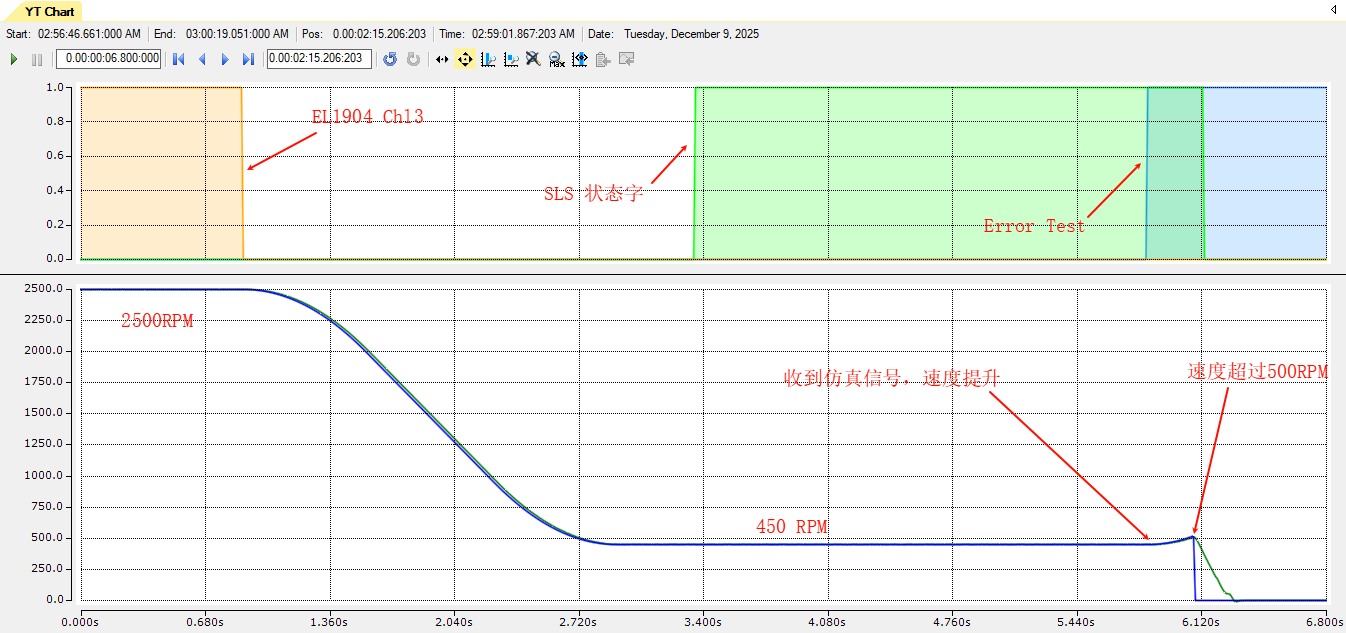 YT Chart
Start: 02:56:46.661:000 AM End: 03:00:19.051:000 AM Pos: 0.00:02:15.206:203 Time: 02:59:01.867:203 AM Date: Tuesday, December 9, 2025
0.00:00:06.800:000 0.00:02:15.206:203 Max
1.0
EL1904 Chl3
0.8
0.6
0.4
SLS 状态字
0.2
Error Test
0.0
2500.0
2250.0
2500RPM
2000.0
1750.0
收到仿真信号，速度提升
速度超过500RPM
1500.0
1250.0
1000.0
750.0
450 RPM
500.0
250.0
0.0
0.000s 0.680s 1.360s 2.040s 2.720s 3.400s 4.080s 4.760s 5.440s 6.120s 6.800s